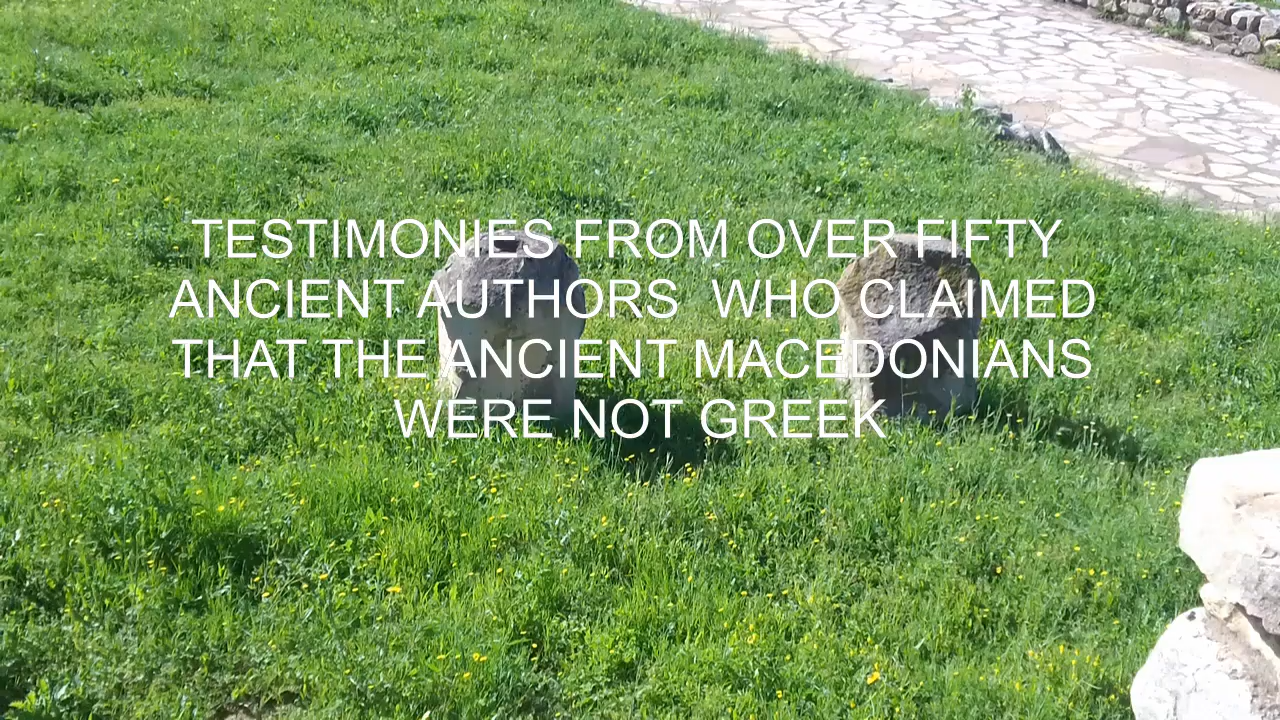 TESTIMONIES FROM OVER FIFTY
ANCIENT AUTHORS  WHO CLAIMED
THAT THE ANCIENT MACEDONIANS
WERE NOT GREEK